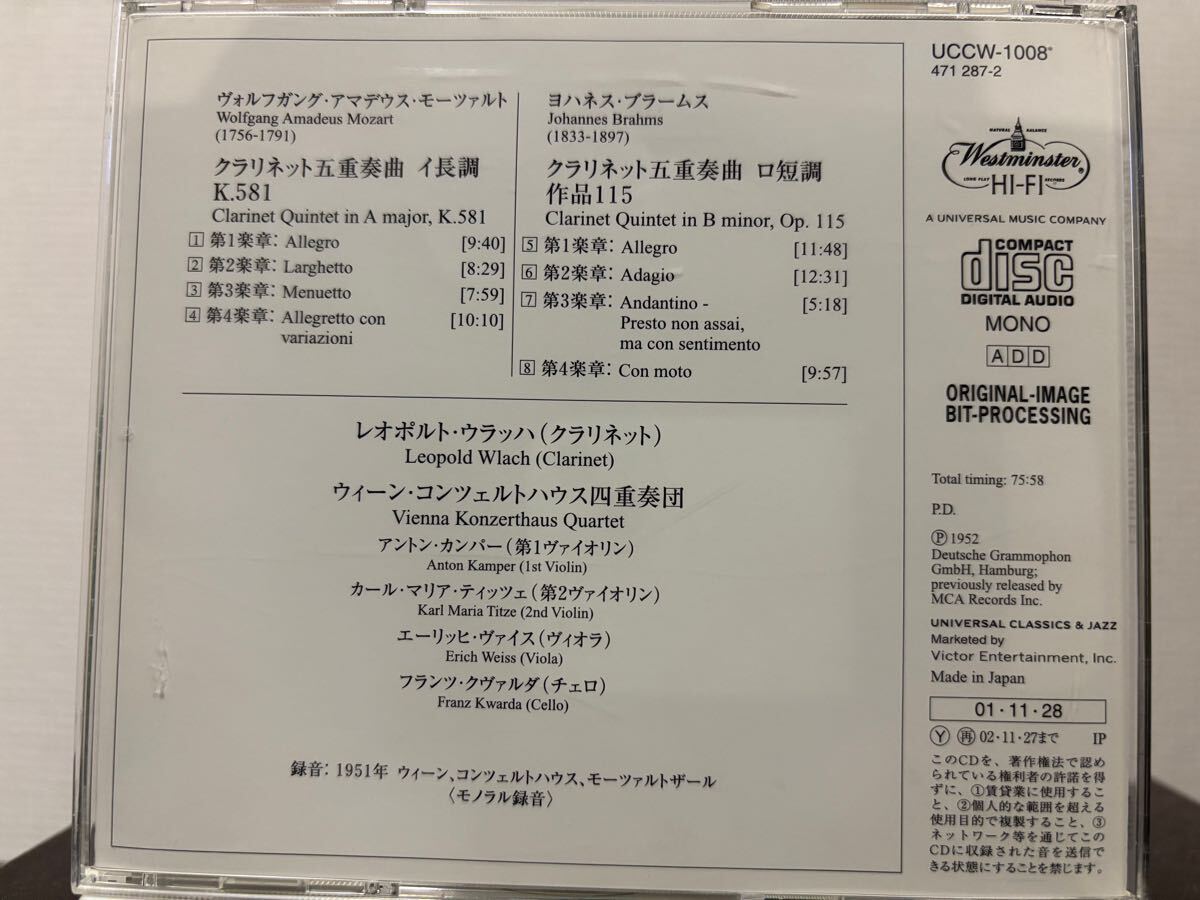 ヴォルフガング・アマデウス・モーツァルト
Wolfgang Amadeus Mozart
(1756-1791)
クラリネット五重奏曲 イ長調
K.581
Clarinet Quintet in A major, K.581
1 第1楽章: Allegro [9:40]
2 第2楽章: Larghetto [8:29]
3 第3楽章: Menuetto [7:59]
4 第4楽章: Allegretto con [10:10]
variazioni
ヨハネス・ブラームス
Johannes Brahms
(1833-1897)
クラリネット五重奏曲 ロ短調
作品115
Clarinet Quintet in B minor, Op. 115
5 第1楽章: Allegro [11:48]
6 第2楽章: Adagio [12:31]
7 第3楽章: Andantino - [5:18]
Presto non assai,
ma con sentimento
8 第4楽章: Con moto [9:57]
レオポルト・ウラッハ(クラリネット)
Leopold Wlach (Clarinet)
ウィーン・コンツェルトハウス四重奏団
Vienna Konzerthaus Quartet
アントン・カンパー(第1ヴァイオリン)
Anton Kamper (1st Violin)
カール・マリア・ティッツェ(第2ヴァイオリン)
Karl Maria Titze (2nd Violin)
エーリッヒ・ヴァイス(ヴィオラ)
Erich Weiss (Viola)
フランツ・クヴァルダ(チェロ)
Franz Kwarda (Cello)
録音: 1951年 ウィーン、コンツェルトハウス、モーツァルトザール
〈モノラル録音〉
UCCW-1008*
471 287-2
NATURAL BALANCE
Westminster®
LONG PLAY RECORDS
HI-FI
A UNIVERSAL MUSIC COMPANY
COMPACT
disc
DIGITAL AUDIO
MONO
ADD
ORIGINAL-IMAGE
BIT-PROCESSING
Total timing: 75:58
P.D.
Ⓟ 1952
Deutsche Grammophon
GmbH, Hamburg;
previously released by
MCA Records Inc.
UNIVERSAL CLASSICS & JAZZ
Marketed by
Victor Entertainment, Inc.
Made in Japan
01・11・28
Ⓨ 再 02・11・27まで IP
このCDを、著作権法で認め
られている権利者の許諾を得
ずに、①賃貸業に使用するこ
と、②個人的な範囲を超える
使用目的で複製すること、③
ネットワーク等を通じてこの
CDに収録された音を送信で
きる状態にすることを禁じます。